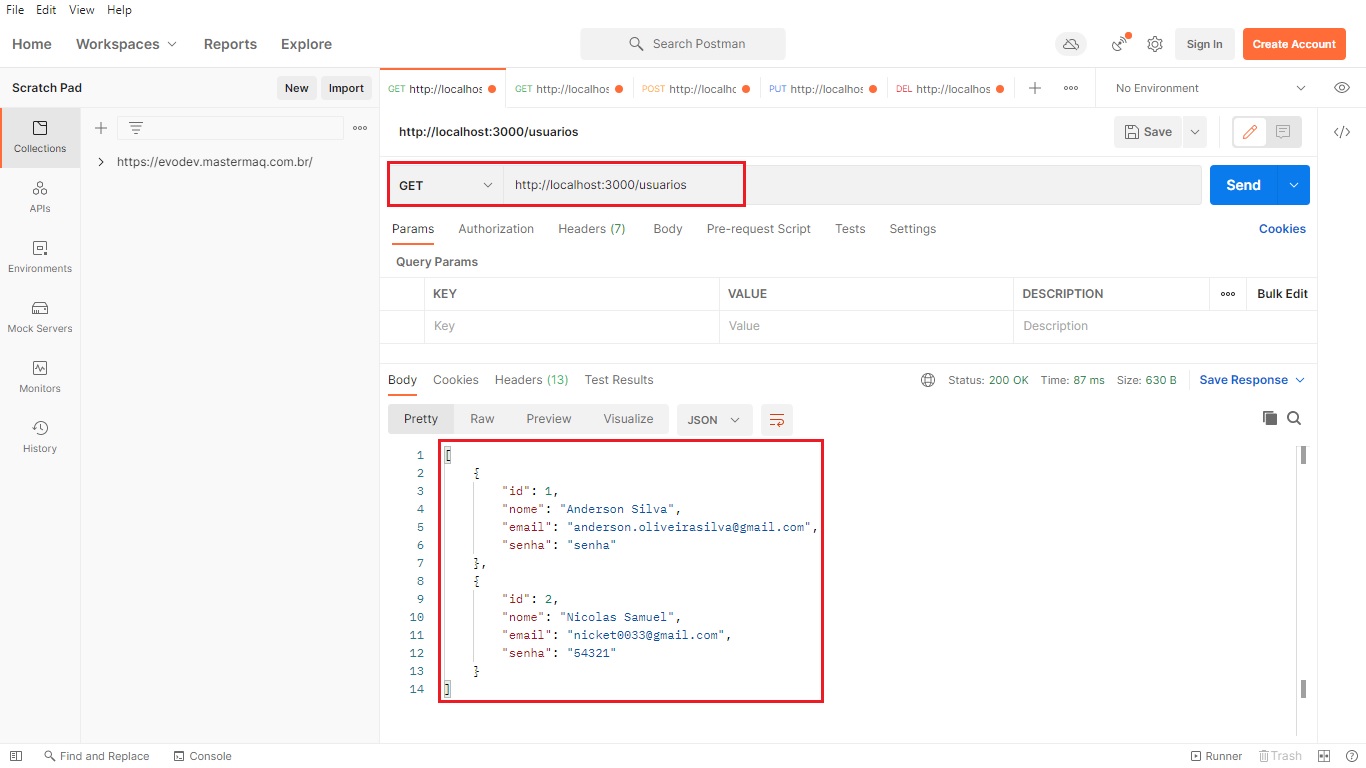 File Edit View Help
Home Workspaces Reports Explore Search Postman Sign In Create Account
Scratch Pad New Import GET http://localhos GET http://localhos POST http://localhc PUT http://localhos DEL http://localhos No Environment
http://localhost:3000/usuarios Save
Collections
https://evodev.mastermaq.com.br/
GET http://localhost:3000/usuarios Send
APIs
Params Authorization Headers (7) Body Pre-request Script Tests Settings Cookies
Query Params
Environments
KEY VALUE DESCRIPTION Bulk Edit
Key Value Description
Mock Servers
Monitors
Body Cookies Headers (13) Test Results Status: 200 OK Time: 87 ms Size: 630 B Save Response
Pretty Raw Preview Visualize JSON
History
1 [
2 {
3 "id": 1,
4 "nome": "Anderson Silva",
5 "email": "anderson.oliveirasilva@gmail.com",
6 "senha": "senha"
7 },
8 {
9 "id": 2,
10 "nome": "Nicolas Samuel",
11 "email": "nicket0033@gmail.com",
12 "senha": "54321"
13 }
14 ]
Find and Replace Console Runner Trash